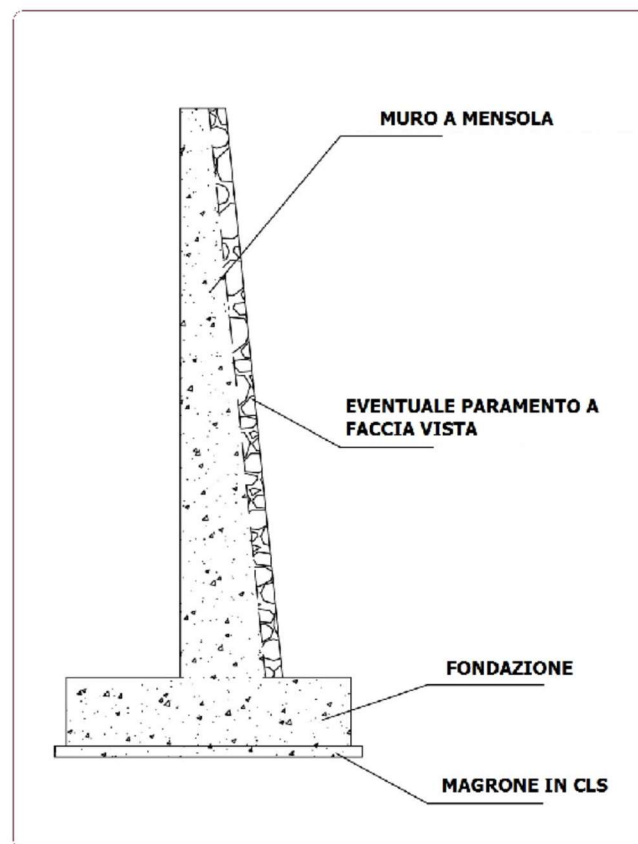 MURO A MENSOLA
EVENTUALE PARAMENTO A
FACCIA VISTA
FONDAZIONE
MAGRONE IN CLS